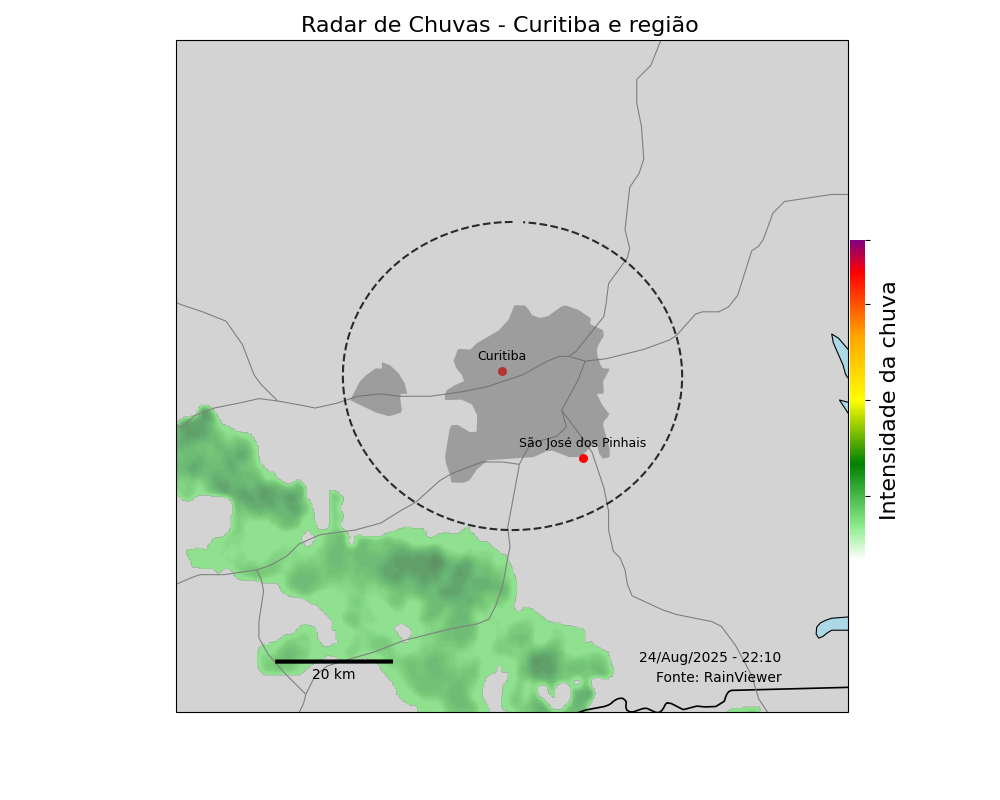 Radar de Chuvas - Curitiba e região
Curitiba
São José dos Pinhais
Intensidade da chuva
24/Aug/2025 - 22:10
Fonte: RainViewer
20 km